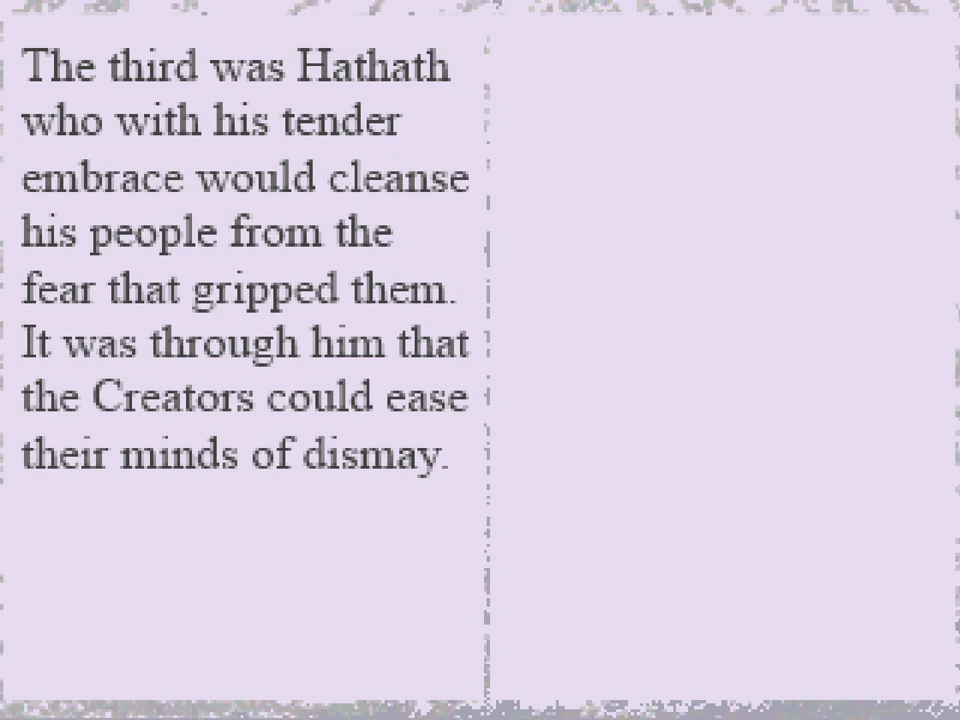 The third was Hathath
who with his tender
embrace would cleanse
his people from the
fear that gripped them.
It was through him that
the Creators could ease
their minds of dismay.